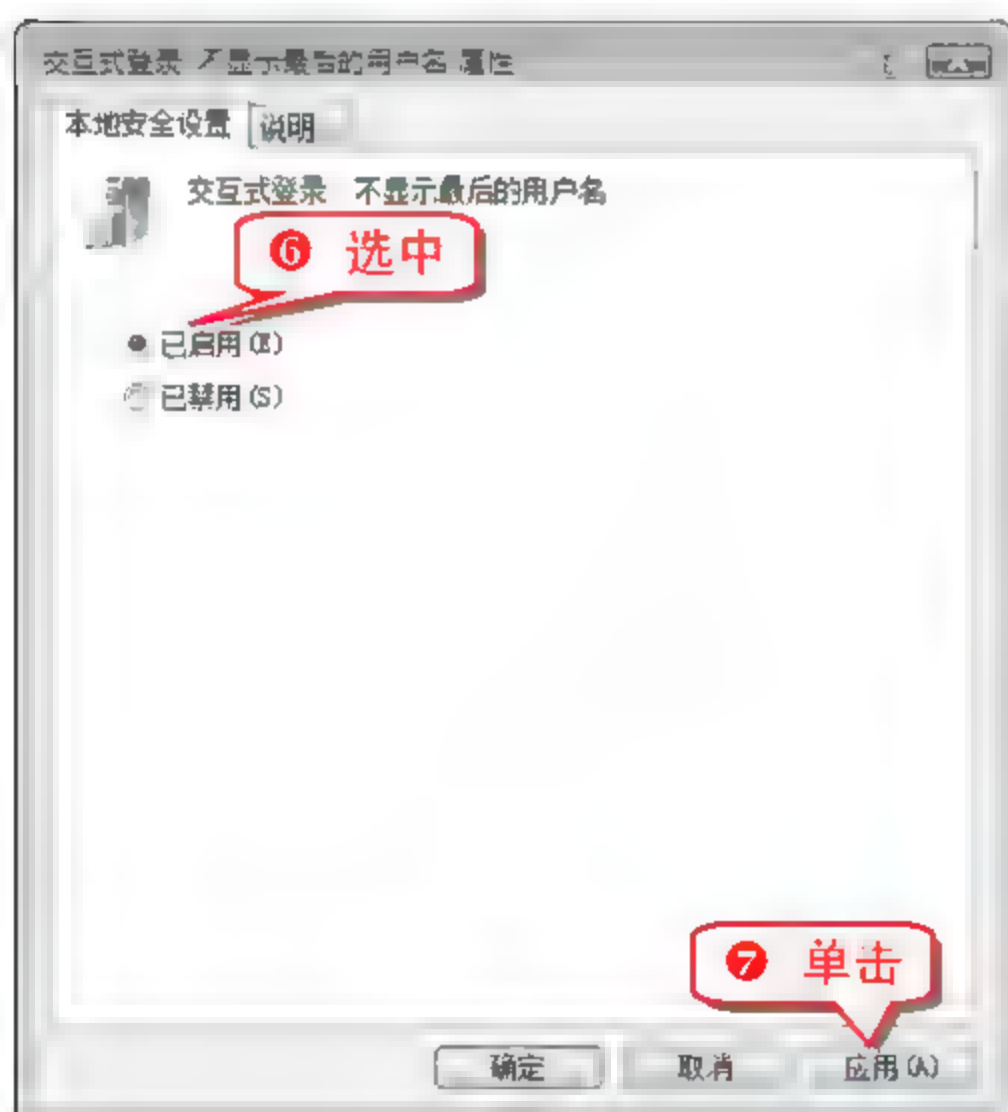 交互式登录 不显示最后的用户名 属性
本地安全设置 说明
交互式登录 不显示最后的用户名
❻ 选中
已启用(E)
已禁用(S)
❼ 单击
确定 取消 应用(A)